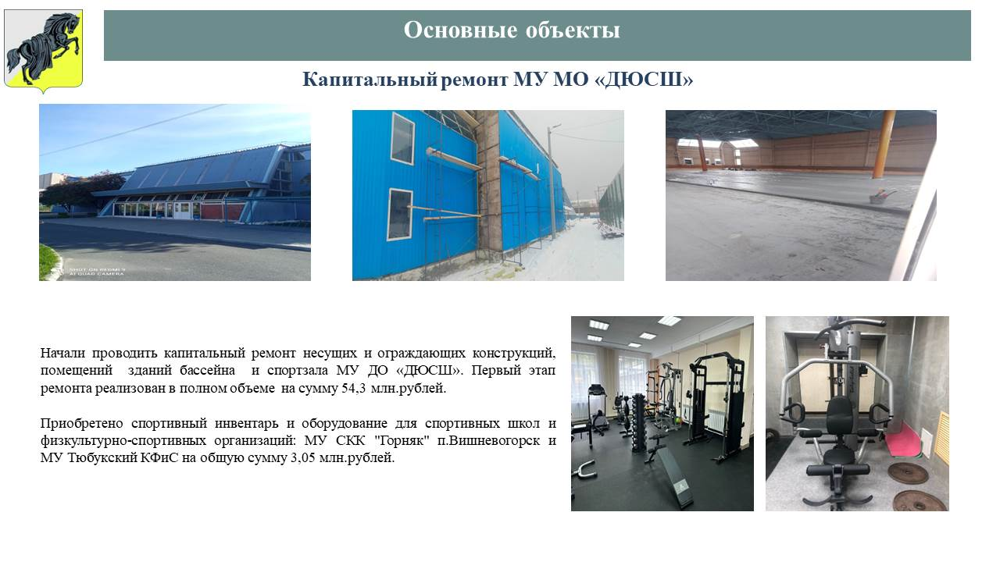 Основные объекты
Капитальный ремонт МУ МО «ДЮСШ»
SHOT ON REDMI 9
AI QUAD CAMERA
Начали проводить капитальный ремонт несущих и ограждающих конструкций,
помещений зданий бассейна и спортзала МУ ДО «ДЮСШ». Первый этап
ремонта реализован в полном объеме на сумму 54,3 млн.рублей.
Приобретено спортивный инвентарь и оборудование для спортивных школ и
физкультурно-спортивных организаций: МУ СКК "Горняк" п.Вишневогорск и
МУ Тюбукский КФиС на общую сумму 3,05 млн.рублей.